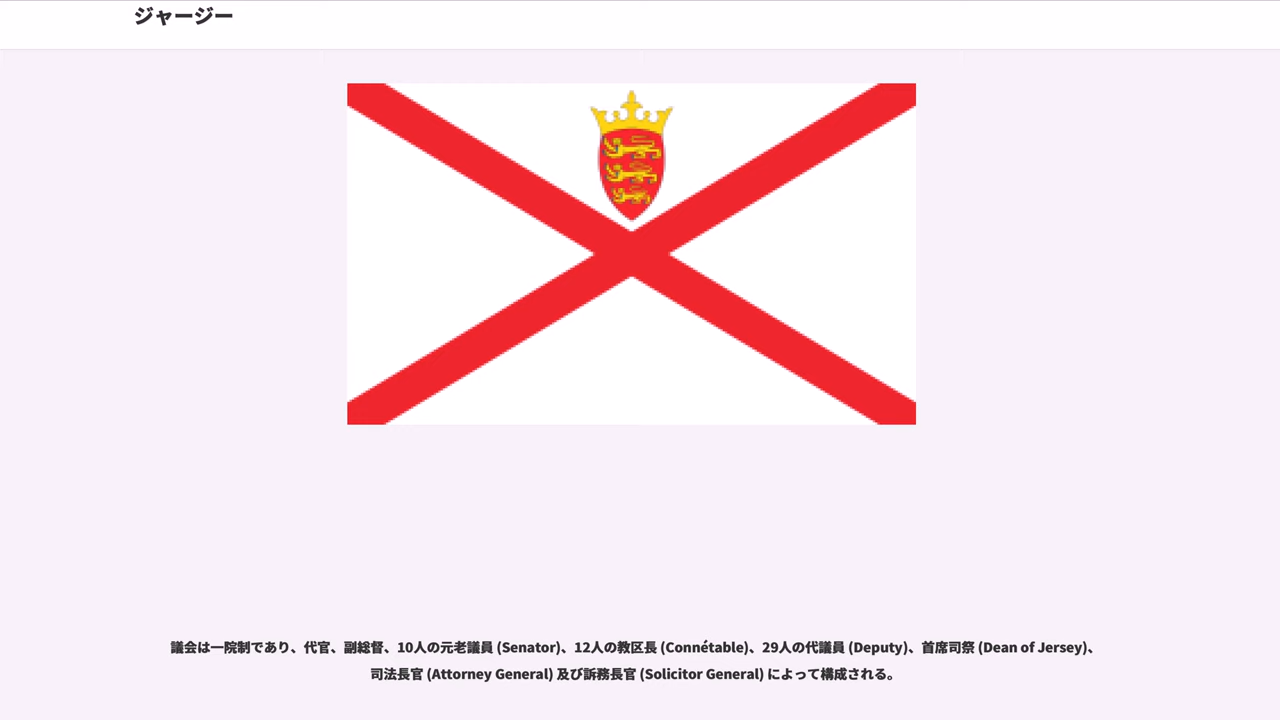 ジャージー
議会は一院制であり、代官、副総督、10人の元老議員 (Senator)、12人の教区長 (Connétable)、29人の代議員 (Deputy)、首席司祭 (Dean of Jersey)、
司法長官 (Attorney General) 及び訴務長官 (Solicitor General) によって構成される。